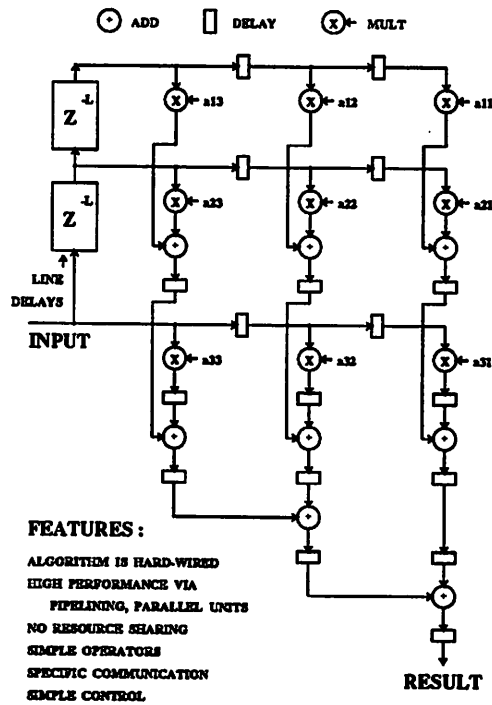 + ADD DELAY X MULT
X a13 X a12 X a11
Z -L
X a23 X a22 X a21
Z -L
+ + +
LINE
DELAYS
INPUT
X a33 X a32 X a31
+ + +
+
FEATURES :
ALGORITHM IS HARD-WIRED
HIGH PERFORMANCE VIA
PIPELINING, PARALLEL UNITS
+
NO RESOURCE SHARING
SIMPLE OPERATORS
SPECIFIC COMMUNICATION
SIMPLE CONTROL
RESULT